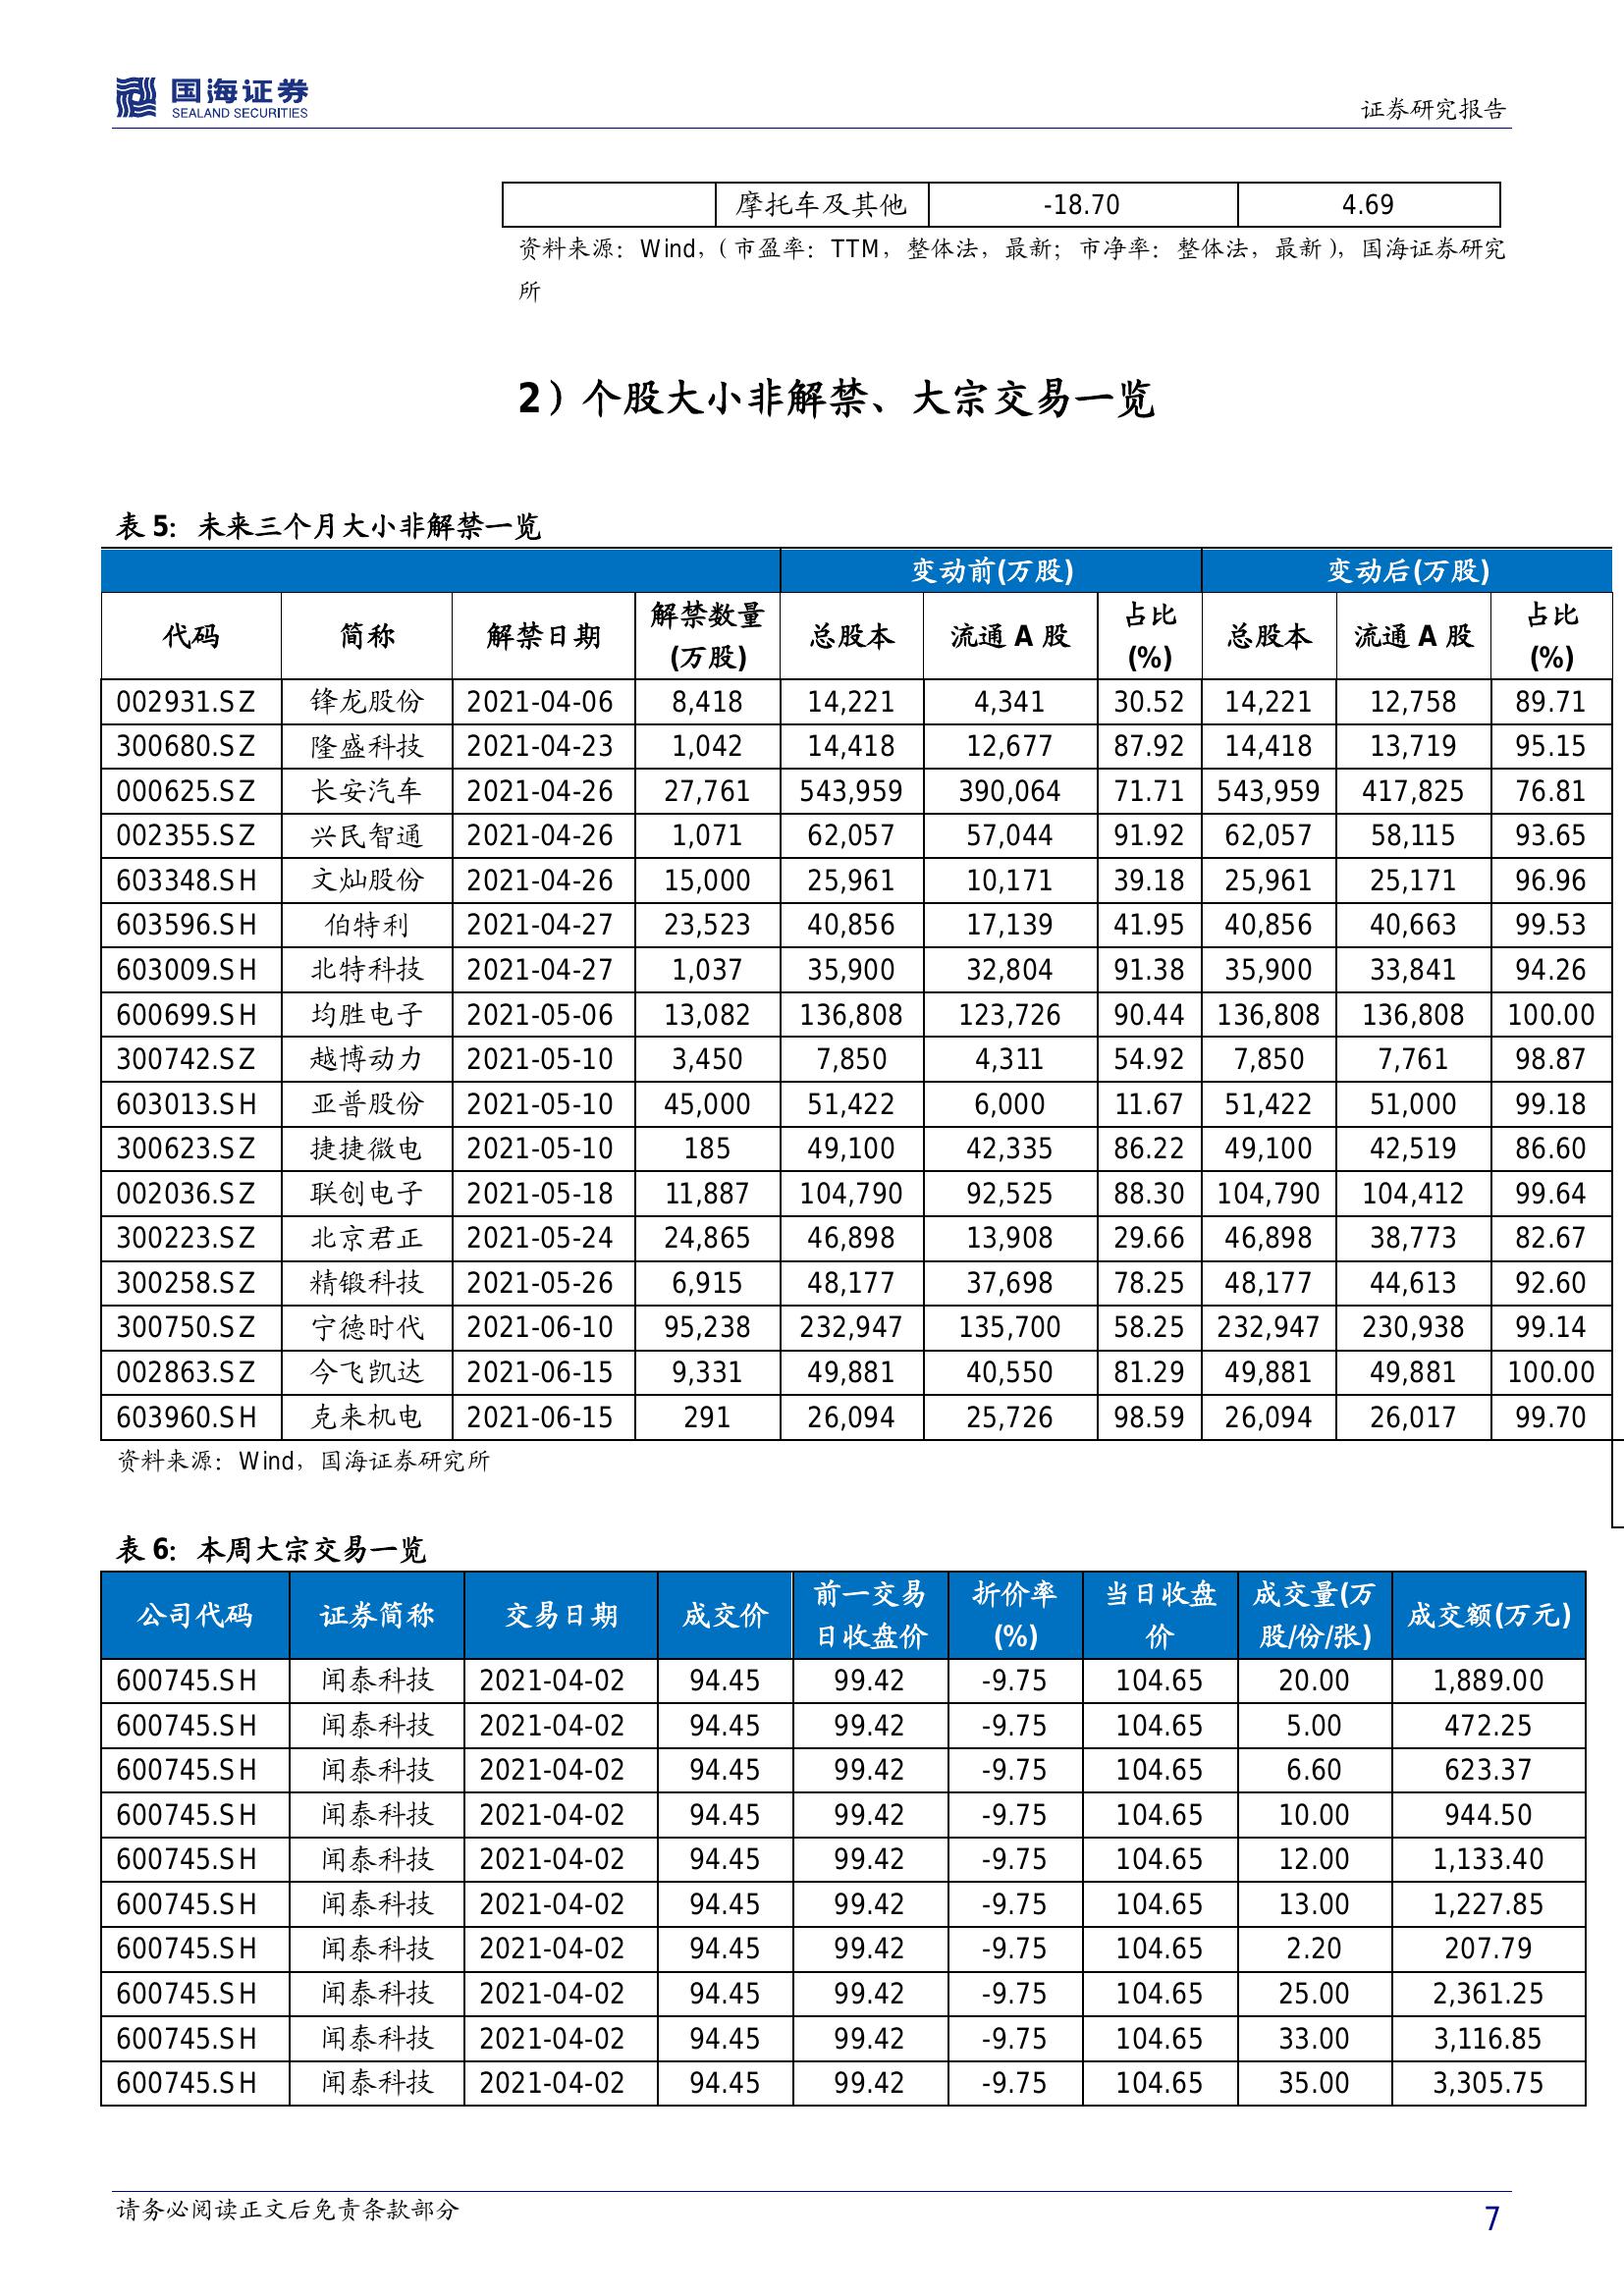 国海证券
SEALAND SECURITIES
证券研究报告
摩托车及其他 -18.70 4.69
资料来源：Wind，（市盈率：TTM，整体法，最新；市净率：整体法，最新），国海证券研究
所
2）个股大小非解禁、大宗交易一览
表 5：未来三个月大小非解禁一览
变动前(万股) 变动后(万股)
代码 简称 解禁日期 解禁数量(万股) 总股本 流通 A 股 占比(%) 总股本 流通 A 股 占比(%)
002931.SZ 锋龙股份 2021-04-06 8,418 14,221 4,341 30.52 14,221 12,758 89.71
300680.SZ 隆盛科技 2021-04-23 1,042 14,418 12,677 87.92 14,418 13,719 95.15
000625.SZ 长安汽车 2021-04-26 27,761 543,959 390,064 71.71 543,959 417,825 76.81
002355.SZ 兴民智通 2021-04-26 1,071 62,057 57,044 91.92 62,057 58,115 93.65
603348.SH 文灿股份 2021-04-26 15,000 25,961 10,171 39.18 25,961 25,171 96.96
603596.SH 伯特利 2021-04-27 23,523 40,856 17,139 41.95 40,856 40,663 99.53
603009.SH 北特科技 2021-04-27 1,037 35,900 32,804 91.38 35,900 33,841 94.26
600699.SH 均胜电子 2021-05-06 13,082 136,808 123,726 90.44 136,808 136,808 100.00
300742.SZ 越博动力 2021-05-10 3,450 7,850 4,311 54.92 7,850 7,761 98.87
603013.SH 亚普股份 2021-05-10 45,000 51,422 6,000 11.67 51,422 51,000 99.18
300623.SZ 捷捷微电 2021-05-10 185 49,100 42,335 86.22 49,100 42,519 86.60
002036.SZ 联创电子 2021-05-18 11,887 104,790 92,525 88.30 104,790 104,412 99.64
300223.SZ 北京君正 2021-05-24 24,865 46,898 13,908 29.66 46,898 38,773 82.67
300258.SZ 精锻科技 2021-05-26 6,915 48,177 37,698 78.25 48,177 44,613 92.60
300750.SZ 宁德时代 2021-06-10 95,238 232,947 135,700 58.25 232,947 230,938 99.14
002863.SZ 今飞凯达 2021-06-15 9,331 49,881 40,550 81.29 49,881 49,881 100.00
603960.SH 克来机电 2021-06-15 291 26,094 25,726 98.59 26,094 26,017 99.70
资料来源：Wind，国海证券研究所
表 6：本周大宗交易一览
公司代码 证券简称 交易日期 成交价 前一交易日收盘价 折价率(%) 当日收盘价 成交量(万股/份/张) 成交额(万元)
600745.SH 闻泰科技 2021-04-02 94.45 99.42 -9.75 104.65 20.00 1,889.00
600745.SH 闻泰科技 2021-04-02 94.45 99.42 -9.75 104.65 5.00 472.25
600745.SH 闻泰科技 2021-04-02 94.45 99.42 -9.75 104.65 6.60 623.37
600745.SH 闻泰科技 2021-04-02 94.45 99.42 -9.75 104.65 10.00 944.50
600745.SH 闻泰科技 2021-04-02 94.45 99.42 -9.75 104.65 12.00 1,133.40
600745.SH 闻泰科技 2021-04-02 94.45 99.42 -9.75 104.65 13.00 1,227.85
600745.SH 闻泰科技 2021-04-02 94.45 99.42 -9.75 104.65 2.20 207.79
600745.SH 闻泰科技 2021-04-02 94.45 99.42 -9.75 104.65 25.00 2,361.25
600745.SH 闻泰科技 2021-04-02 94.45 99.42 -9.75 104.65 33.00 3,116.85
600745.SH 闻泰科技 2021-04-02 94.45 99.42 -9.75 104.65 35.00 3,305.75
请务必阅读正文后免责条款部分
7